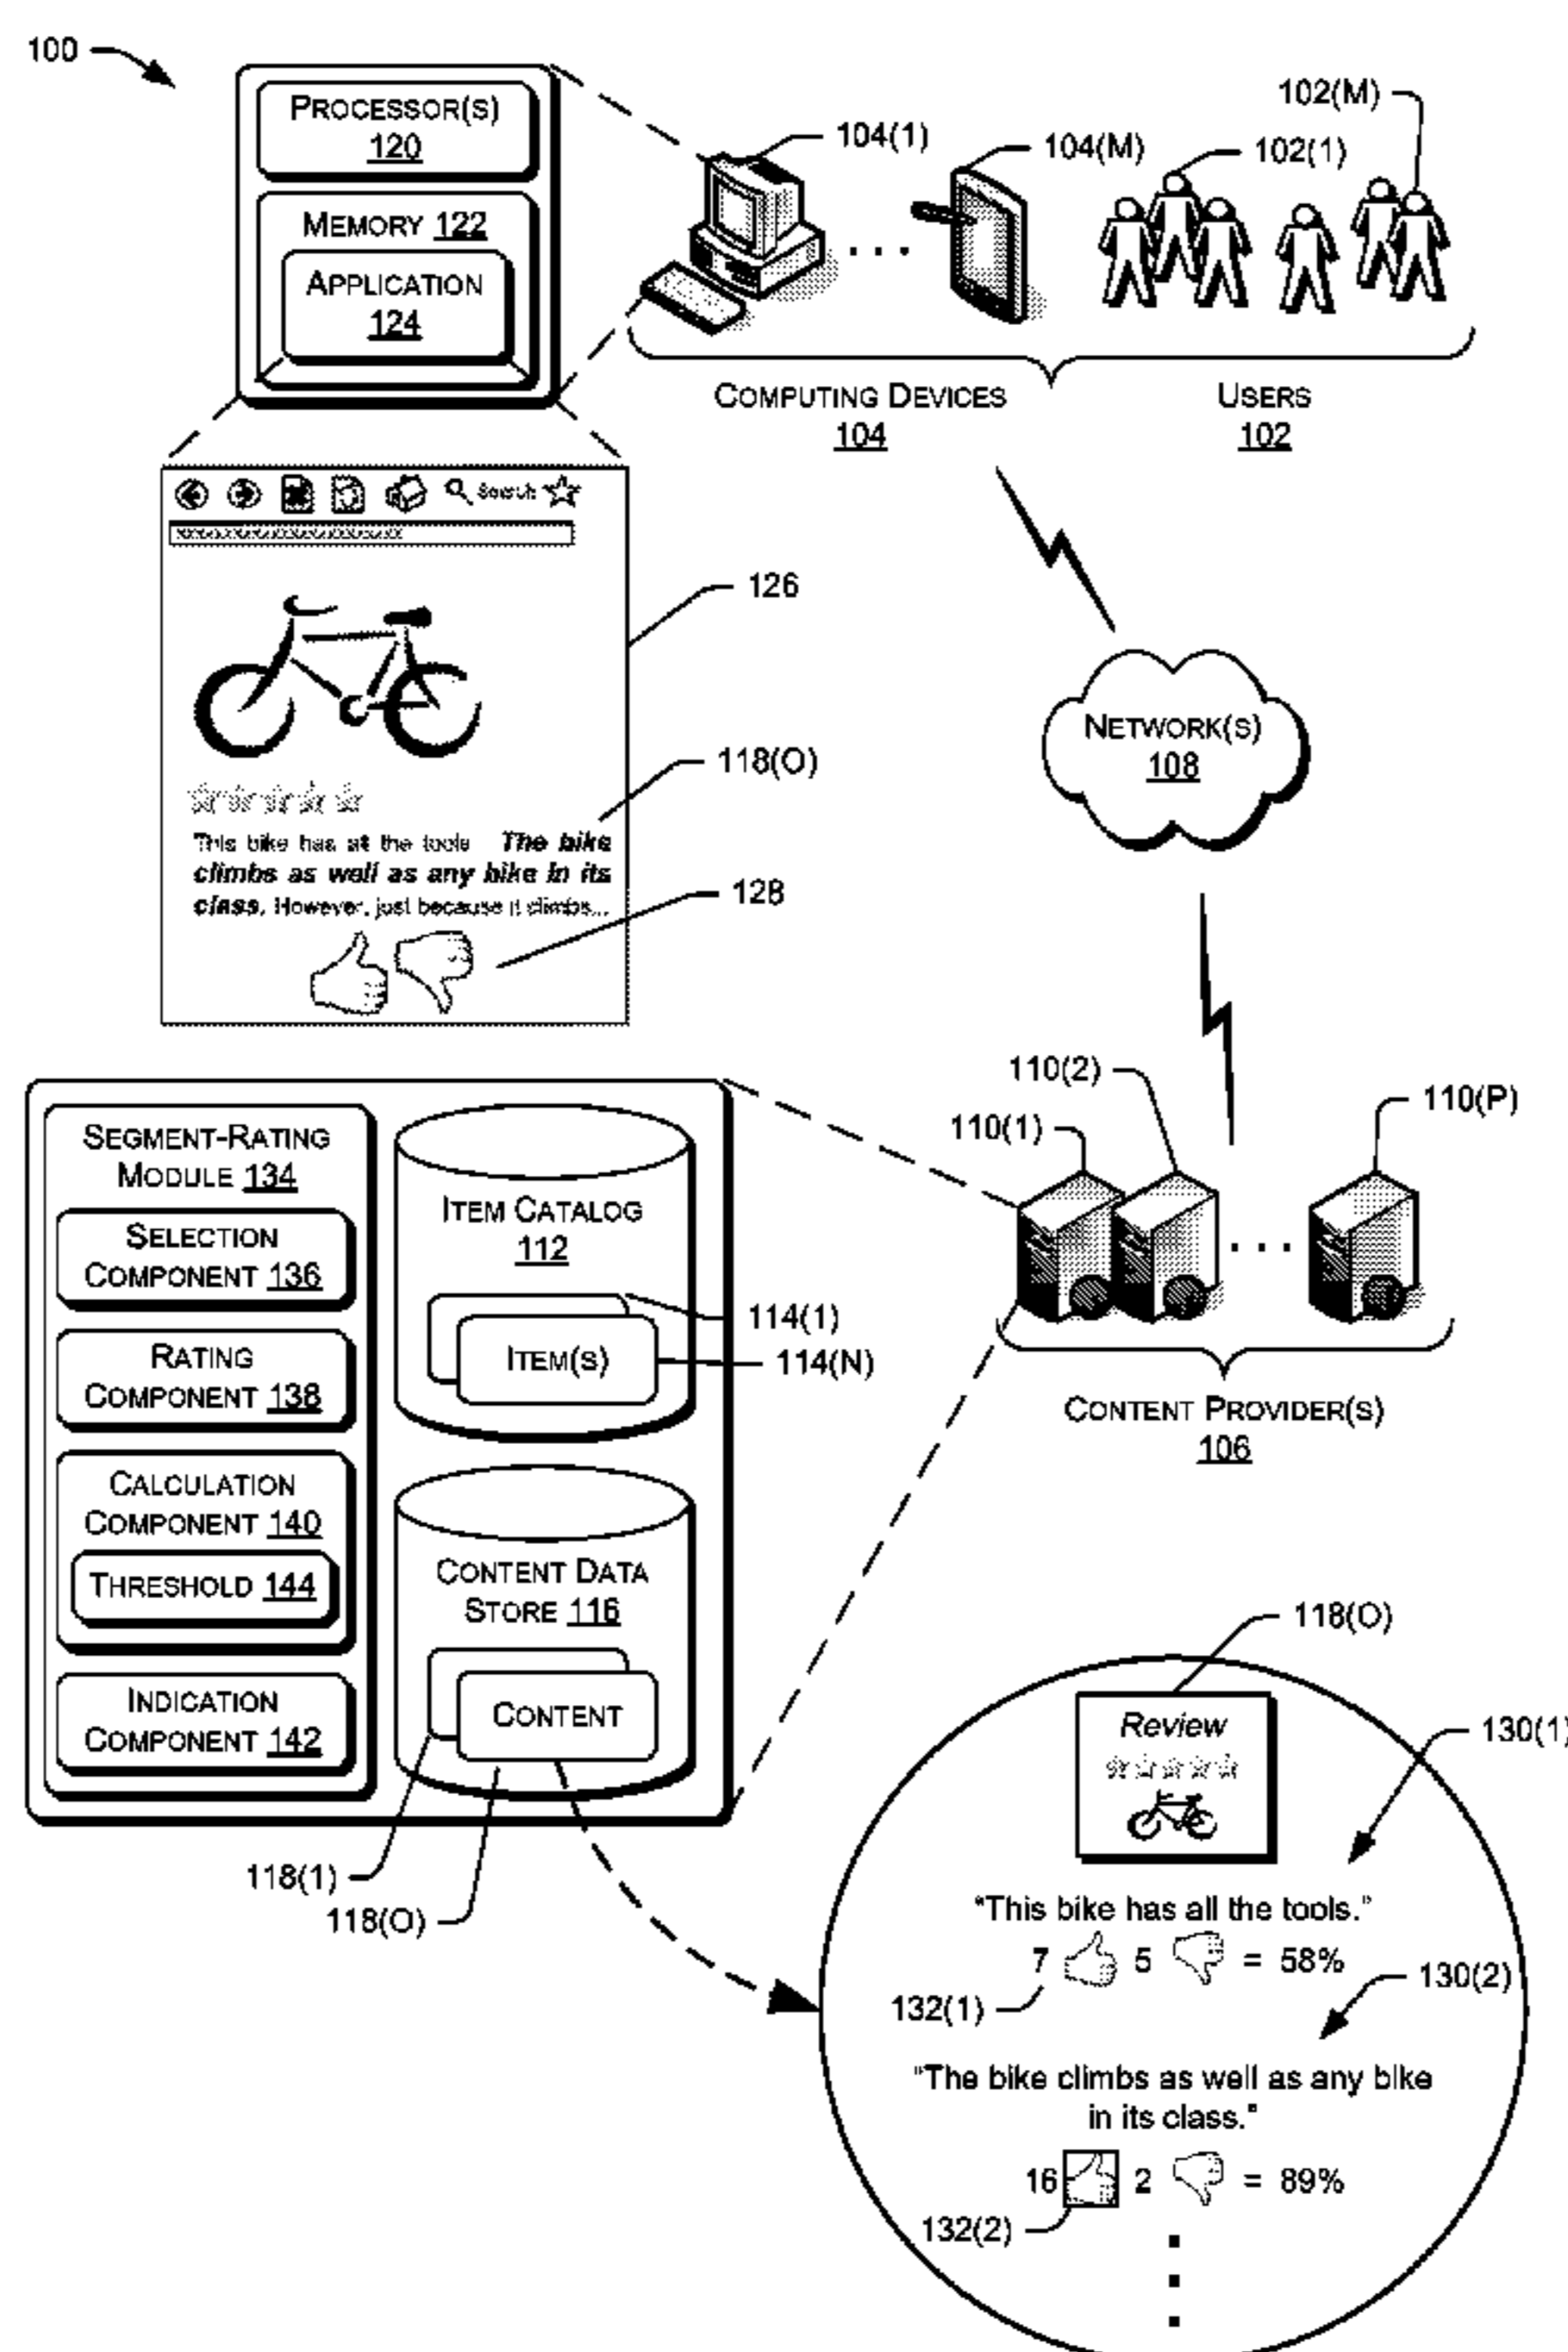 100
PROCESSOR(S)
120
MEMORY 122
APPLICATION
124
104(1)
104(M)
102(1)
102(M)
COMPUTING DEVICES
104
USERS
102
Search
126
118(O)
This bike has at the tools The bike
climbs as well as any bike in its
class. However, just because it climbs...
128
NETWORK(S)
108
110(1)
110(2)
110(P)
CONTENT PROVIDER(S)
106
SEGMENT-RATING
MODULE 134
SELECTION
COMPONENT 136
RATING
COMPONENT 138
CALCULATION
COMPONENT 140
THRESHOLD 144
INDICATION
COMPONENT 142
ITEM CATALOG
112
114(1)
ITEM(S)
114(N)
CONTENT DATA
STORE 116
CONTENT
118(1)
118(O)
118(O)
Review
130(1)
"This bike has all the tools."
7 5 = 58%
132(1)
130(2)
"The bike climbs as well as any bike
in its class."
16 2 = 89%
132(2)